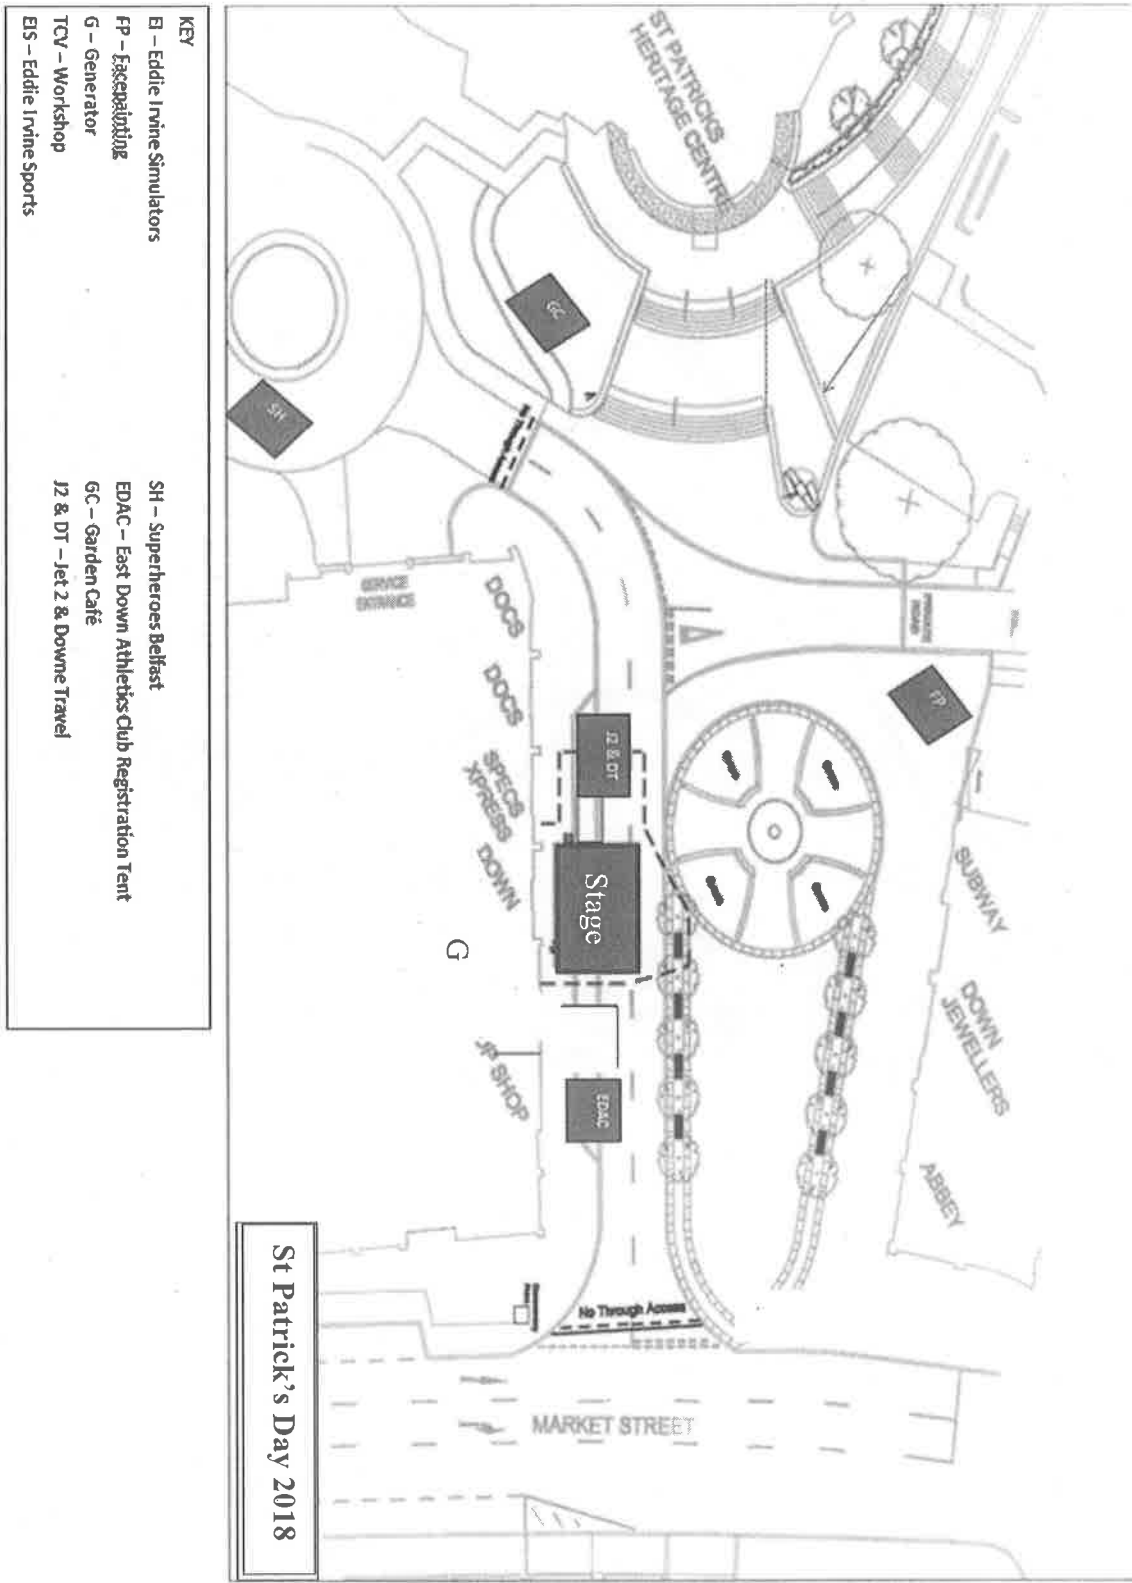 KEY
EI – Eddie Irvine Simulators
FP – Facepainting
G – Generator
TCV – Workshop
EIS – Eddie Irvine Sports
SH – Superheroes Belfast
EDAC – East Down Athletics Club Registration Tent
GC – Garden Café
J2 & DT – Jet 2 & Downe Travel
ST PATRICKS
HERITAGE CENTRE
GC
SH
No Through Access
SERVICE
ENTRANCE
DOCS
DOCS
SPECS
XPRESS
DOWN
J2 & DT
Stage
G
JP SHOP
EDAC
PRIVATE
ROAD
FP
SUBWAY
DOWN
JEWELLERS
ABBEY
No Through Access
MARKET STREET
St Patrick's Day 2018